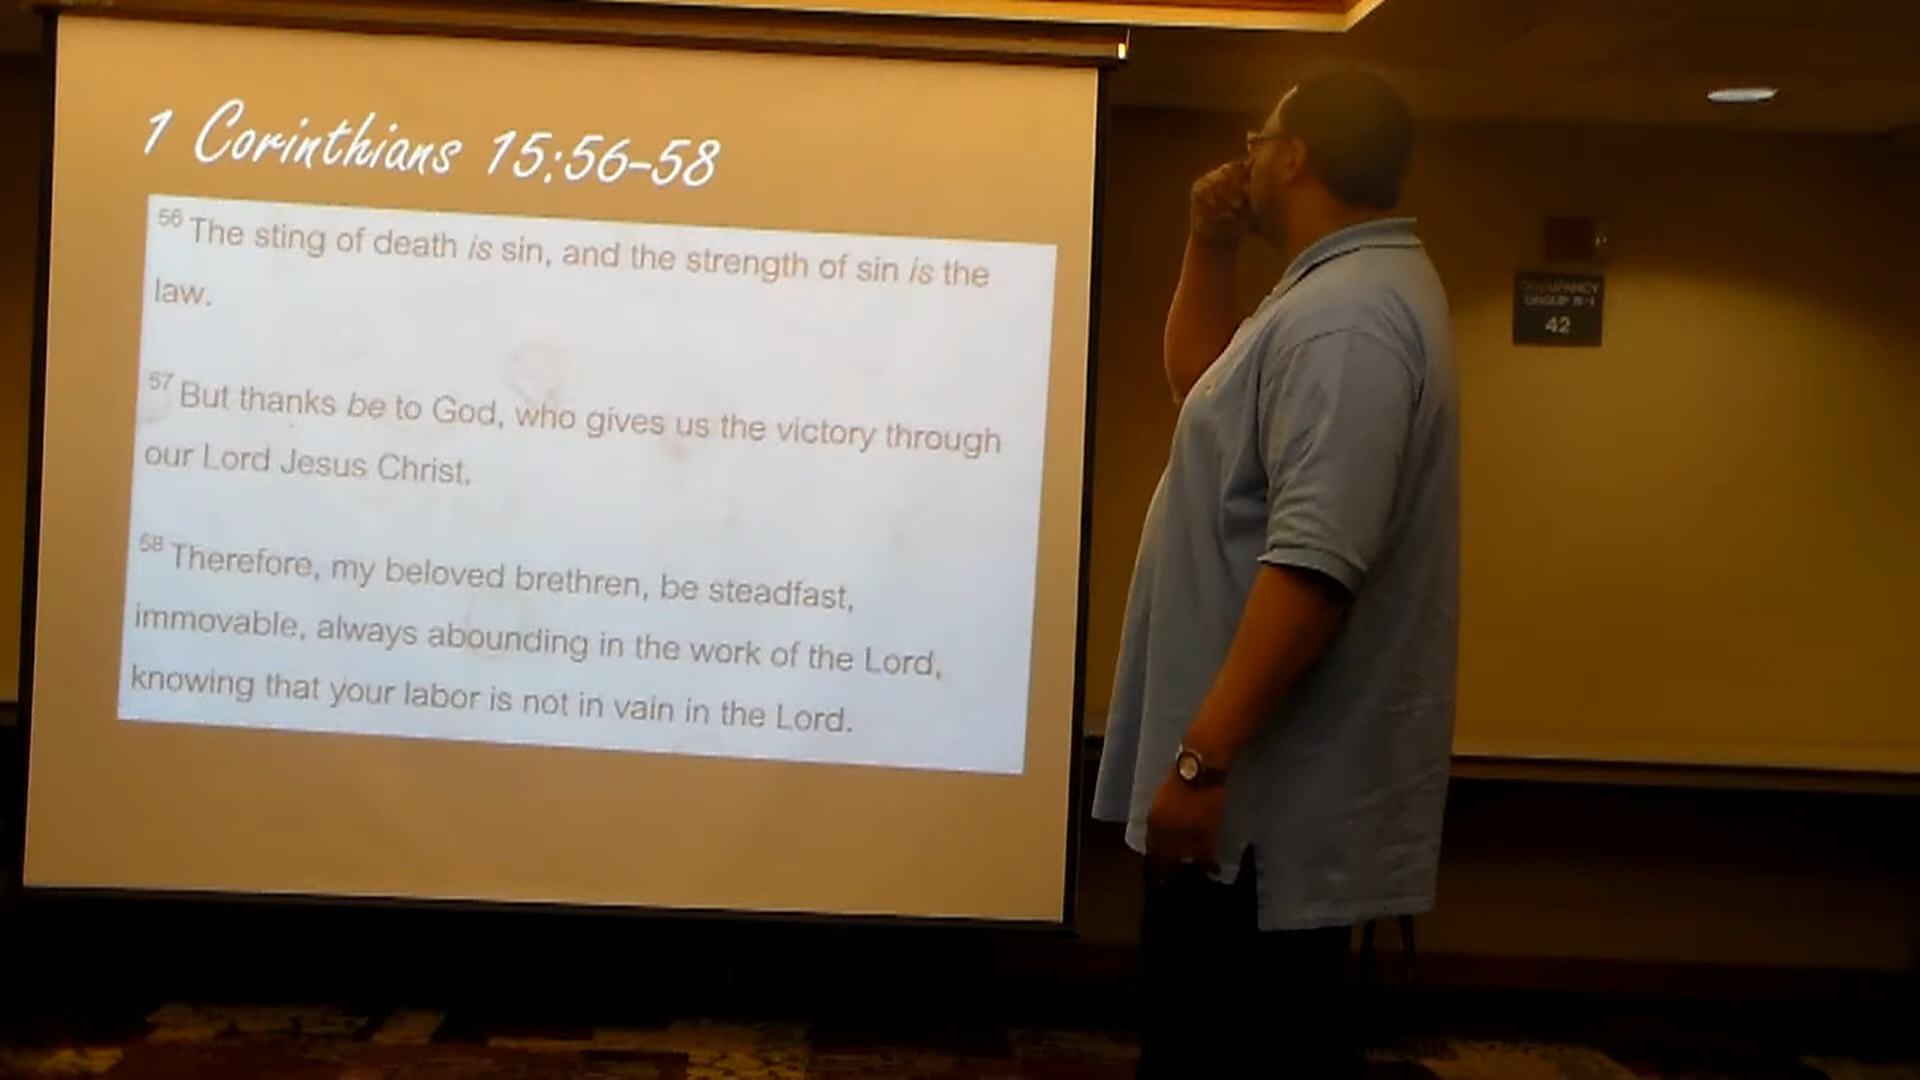 1 Corinthians 15:56-58
56 The sting of death is sin, and the strength of sin is the
law.
57 But thanks be to God, who gives us the victory through
our Lord Jesus Christ.
58 Therefore, my beloved brethren, be steadfast,
immovable, always abounding in the work of the Lord,
knowing that your labor is not in vain in the Lord.
OCCUPANCY
GROUP
42